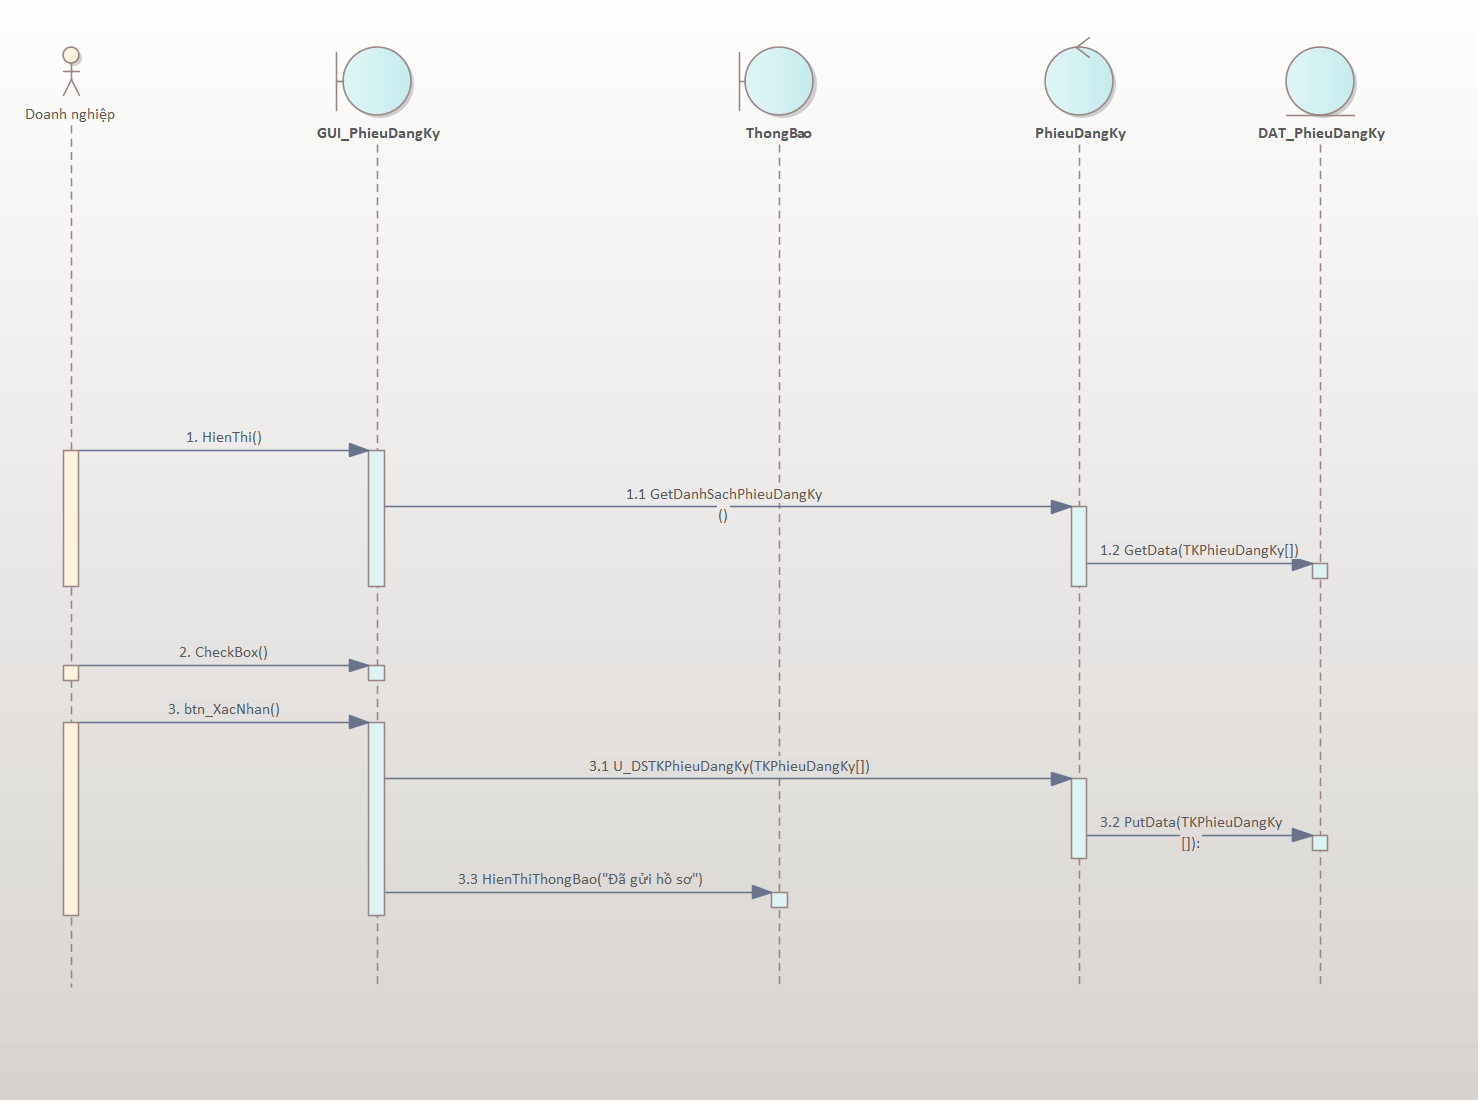 Doanh nghiệp
GUI_PhieuDangKy
ThongBao
PhieuDangKy
DAT_PhieuDangKy
1. HienThi()
1.1 GetDanhSachPhieuDangKy
()
1.2 GetData(TKPhieuDangKy[])
2. CheckBox()
3. btn_XacNhan()
3.1 U_DSTKPhieuDangKy(TKPhieuDangKy[])
3.2 PutData(TKPhieuDangKy
[]):
3.3 HienThiThongBao("Đã gửi hồ sơ")